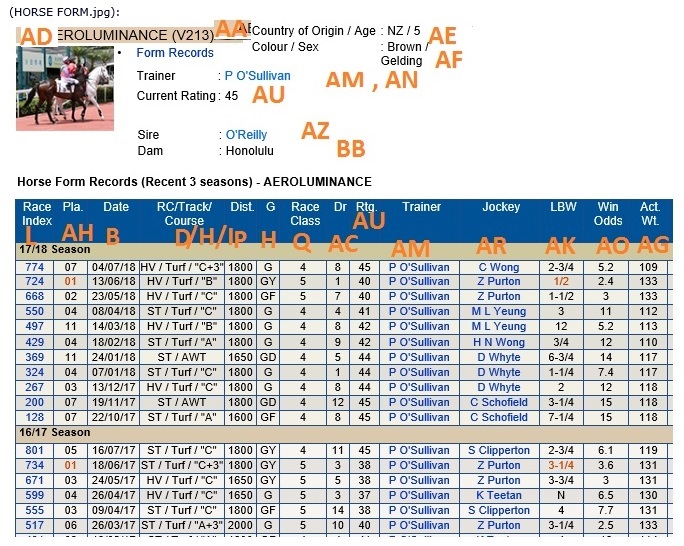 (HORSE FORM.jpg):
AD EROLUMINANCE (V213) AA Country of Origin / Age : NZ / 5 AE
Colour / Sex : Brown /
Gelding AF
• Form Records
Trainer : P O'Sullivan AM , AN
Current Rating : 45 AU
Sire : O'Reilly AZ
Dam : Honolulu BB
Horse Form Records (Recent 3 seasons) - AEROLUMINANCE
Race Index Pla. Date RC/Track/ Course Dist. G Race Class Dr Rtg. Trainer Jockey LBW Win Odds Act. Wt.
L AH B D/H/I P H Q AC AU AM AR AK AO AG
17/18 Season
774 07 04/07/18 HV / Turf / "C+3" 1800 G 4 8 45 P O'Sullivan C Wong 2-3/4 5.2 109
724 01 13/06/18 HV / Turf / "B" 1800 GY 5 1 40 P O'Sullivan Z Purton 1/2 2.4 133
668 02 23/05/18 HV / Turf / "C" 1800 GF 5 7 40 P O'Sullivan Z Purton 1-1/2 3 133
550 04 08/04/18 ST / Turf / "C" 1800 G 4 4 41 P O'Sullivan M L Yeung 3 11 112
497 11 14/03/18 HV / Turf / "B" 1800 G 4 8 42 P O'Sullivan M L Yeung 12 5.2 113
429 04 18/02/18 ST / Turf / "A" 1800 G 4 9 42 P O'Sullivan H N Wong 3/4 12 110
369 11 24/01/18 ST / AWT 1650 GD 4 5 44 P O'Sullivan D Whyte 6-3/4 14 117
324 04 07/01/18 ST / Turf / "C" 1800 G 4 1 44 P O'Sullivan D Whyte 1-1/4 7.4 117
267 03 13/12/17 HV / Turf / "C" 1800 G 4 8 44 P O'Sullivan D Whyte 2 12 118
200 07 19/11/17 ST / AWT 1800 GD 4 12 45 P O'Sullivan C Schofield 3-1/4 15 118
128 07 22/10/17 ST / Turf / "A" 1600 GF 4 8 45 P O'Sullivan C Schofield 7-1/4 15 118
16/17 Season
801 05 16/07/17 ST / Turf / "C" 1800 GY 4 11 45 P O'Sullivan S Clipperton 2-3/4 6.1 119
734 01 18/06/17 ST / Turf / "C+3" 1800 GY 5 3 38 P O'Sullivan Z Purton 3-1/4 3.6 131
671 03 24/05/17 HV / Turf / "C" 1650 GY 5 5 38 P O'Sullivan Z Purton 3-3/4 3 131
599 04 26/04/17 HV / Turf / "C" 1650 G 5 3 37 P O'Sullivan K Teetan N 6.5 130
555 03 09/04/17 ST / Turf / "C" 1800 GF 5 14 38 P O'Sullivan S Clipperton 4 7.7 131
517 06 26/03/17 ST / Turf / "A+3" 2000 G 5 10 40 P O'Sullivan Z Purton 3-1/4 2.5 133